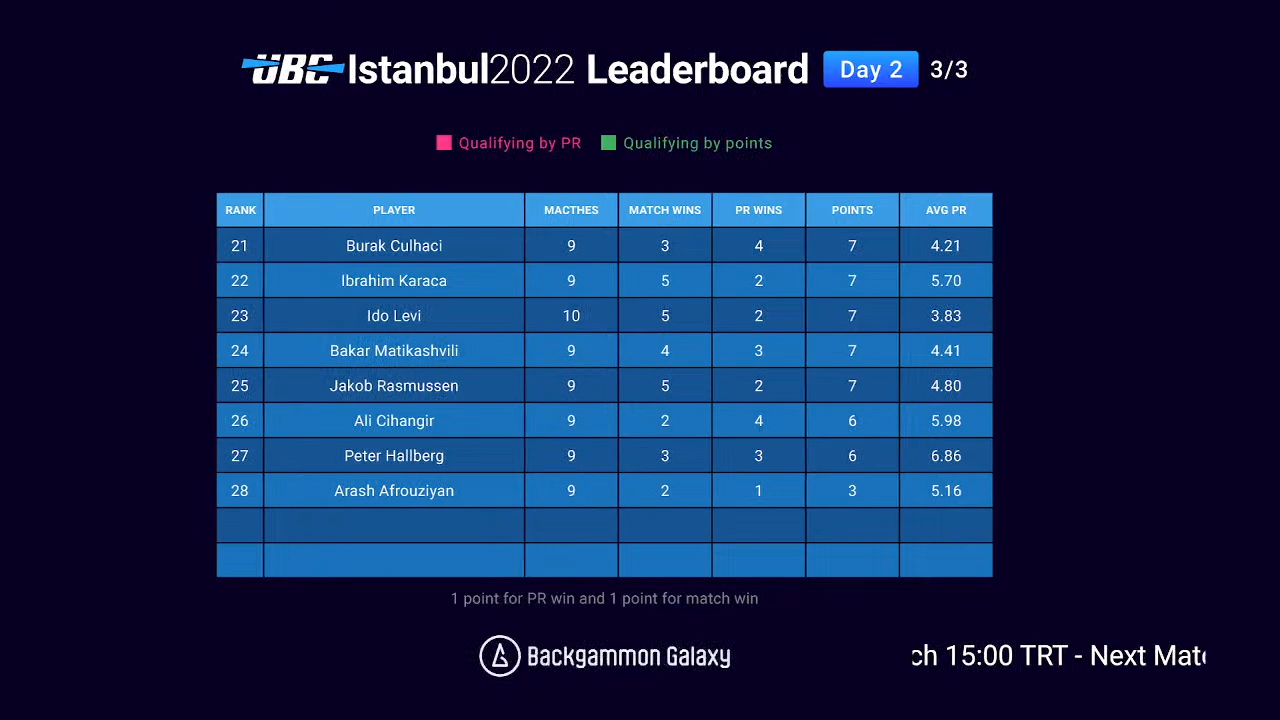 UBC Istanbul2022 Leaderboard Day 2 3/3
Qualifying by PR Qualifying by points
RANK PLAYER MACTHES MATCH WINS PR WINS POINTS AVG PR
21 Burak Culhaci 9 3 4 7 4.21
22 Ibrahim Karaca 9 5 2 7 5.70
23 Ido Levi 10 5 2 7 3.83
24 Bakar Matikashvili 9 4 3 7 4.41
25 Jakob Rasmussen 9 5 2 7 4.80
26 Ali Cihangir 9 2 4 6 5.98
27 Peter Hallberg 9 3 3 6 6.86
28 Arash Afrouziyan 9 2 1 3 5.16
1 point for PR win and 1 point for match win
Backgammon Galaxy ch 15:00 TRT - Next Mat